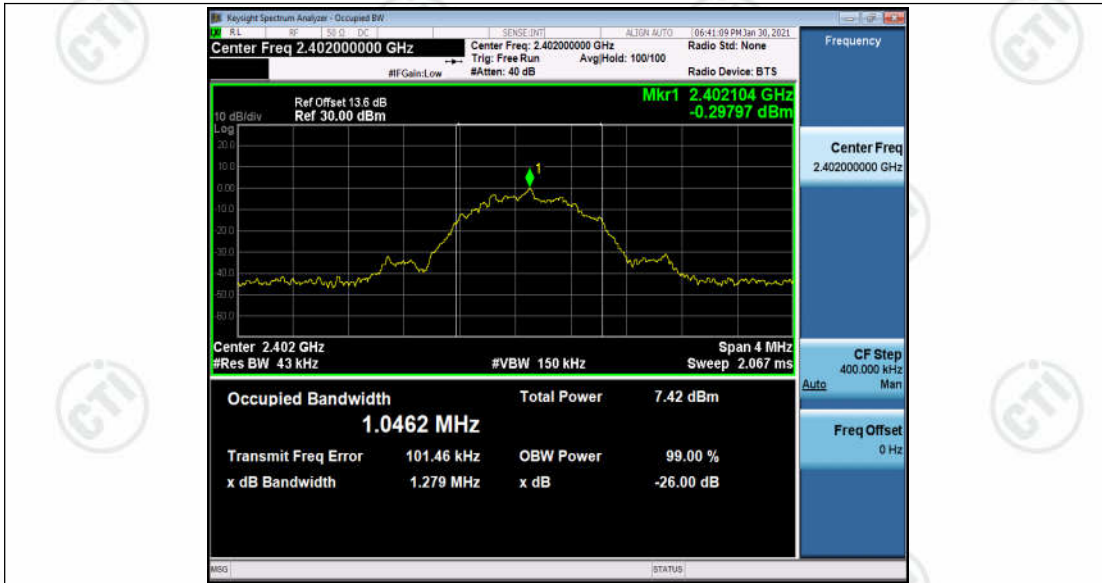 Keysight Spectrum Analyzer - Occupied BW
RL RF 50 Ω DC SENSE:INT ALIGN AUTO 06:41:09 PM Jan 30, 2021
Center Freq 2.402000000 GHz
Center Freq: 2.402000000 GHz
Radio Std: None
Trig: Free Run Avg|Hold: 100/100
#IFGain:Low
#Atten: 40 dB
Radio Device: BTS
Frequency
Ref Offset 13.6 dB
10 dB/div Ref 30.00 dBm
Mkr1 2.402104 GHz
-0.29797 dBm
Log
20.0
10.0
0.00
-10.0
-20.0
-30.0
-40.0
-50.0
-60.0
1
Center 2.402 GHz
Span 4 MHz
#Res BW 43 kHz
#VBW 150 kHz
Sweep 2.067 ms
Center Freq
2.402000000 GHz
CF Step
400.000 kHz
Auto Man
Freq Offset
0 Hz
Occupied Bandwidth
1.0462 MHz
Total Power 7.42 dBm
Transmit Freq Error 101.46 kHz
OBW Power 99.00 %
x dB Bandwidth 1.279 MHz
x dB -26.00 dB
MSG
STATUS
CTI
CTI
CTI
CTI